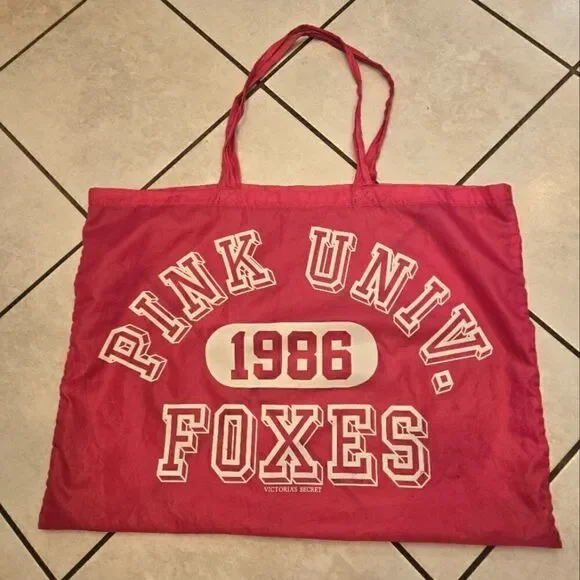 PINK UNIV.
1986
FOXES
VICTORIA'S SECRET